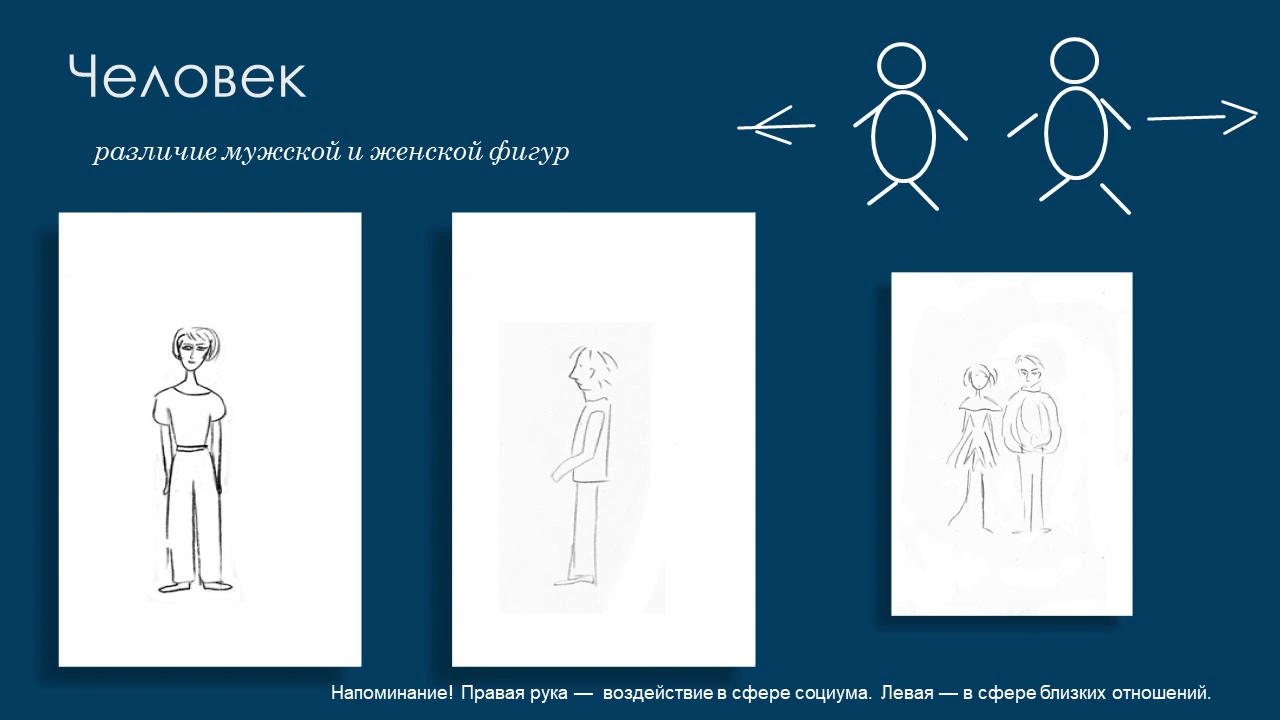 Человек
различие мужской и женской фигур
Напоминание! Правая рука — воздействие в сфере социума. Левая — в сфере близких отношений.